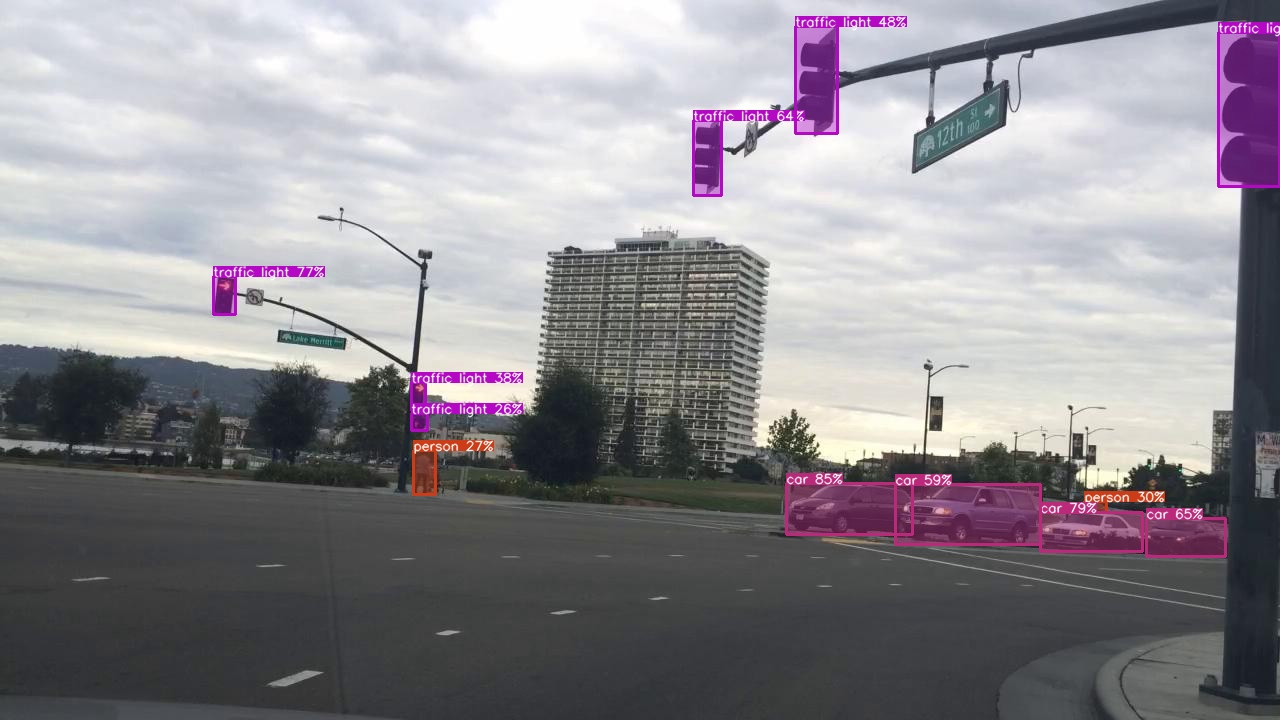 traffic light 48%
traffic lig
traffic light 64%
12th St
100
traffic light 77%
Lake Merritt Blvd
traffic light 38%
traffic light 26%
person 27%
car 85%
car 59%
person 30%
car 79%
car 65%